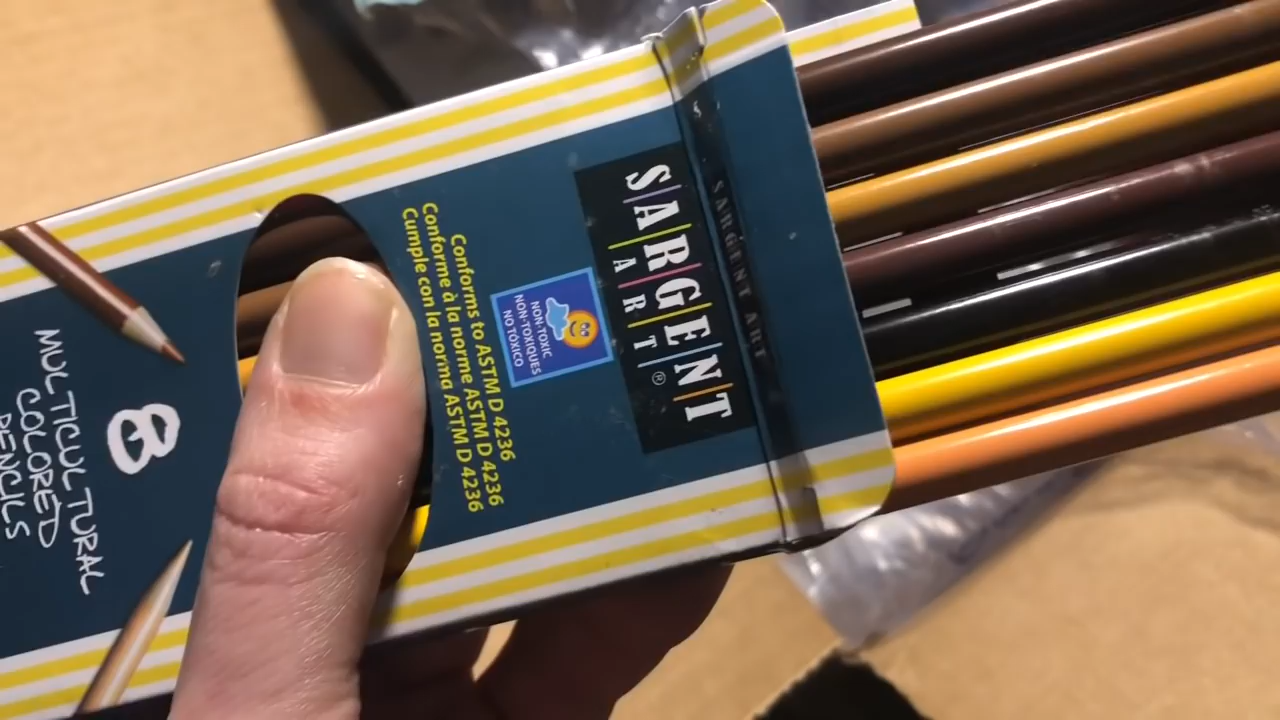 SARGENT
ART®
SARGENT ART
NON-TOXIC
NON-TOXIQUES
NO TÓXICO
Conforms to ASTM D 4236
Conforme à la norme ASTM D 4236
Cumple con la norma ASTM D 4236
8
MULTICULTURAL
COLORED
PENCILS